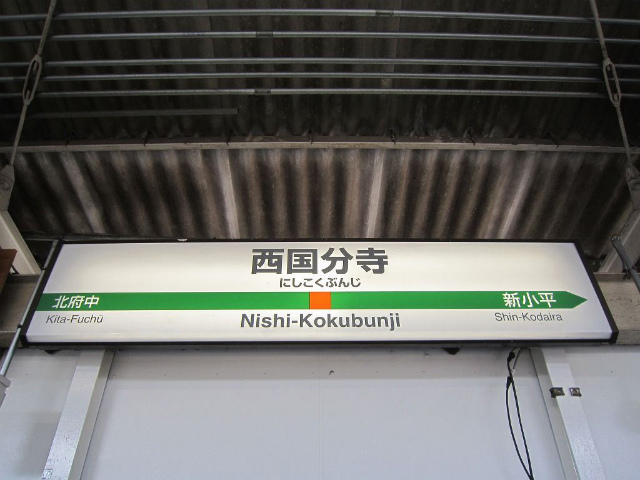 西国分寺
にしこくぶんじ
北府中
新小平
Kita-Fuchū
Nishi-Kokubunji
Shin-Kodaira